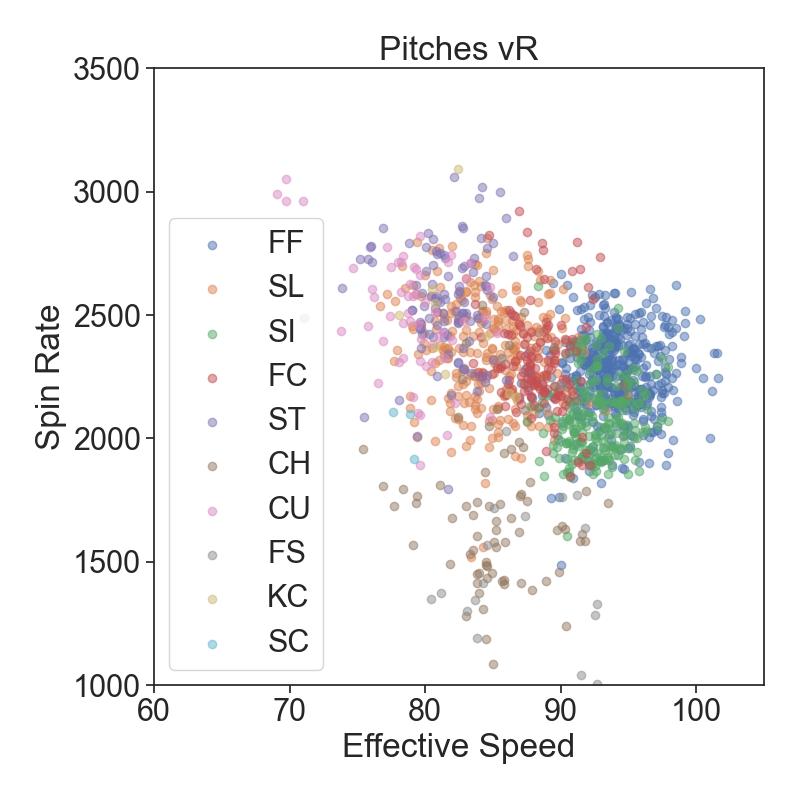 Pitches vR
3500
3000
2500
2000
1500
1000
Spin Rate
FF
SL
SI
FC
ST
CH
CU
FS
KC
SC
60 70 80 90 100
Effective Speed